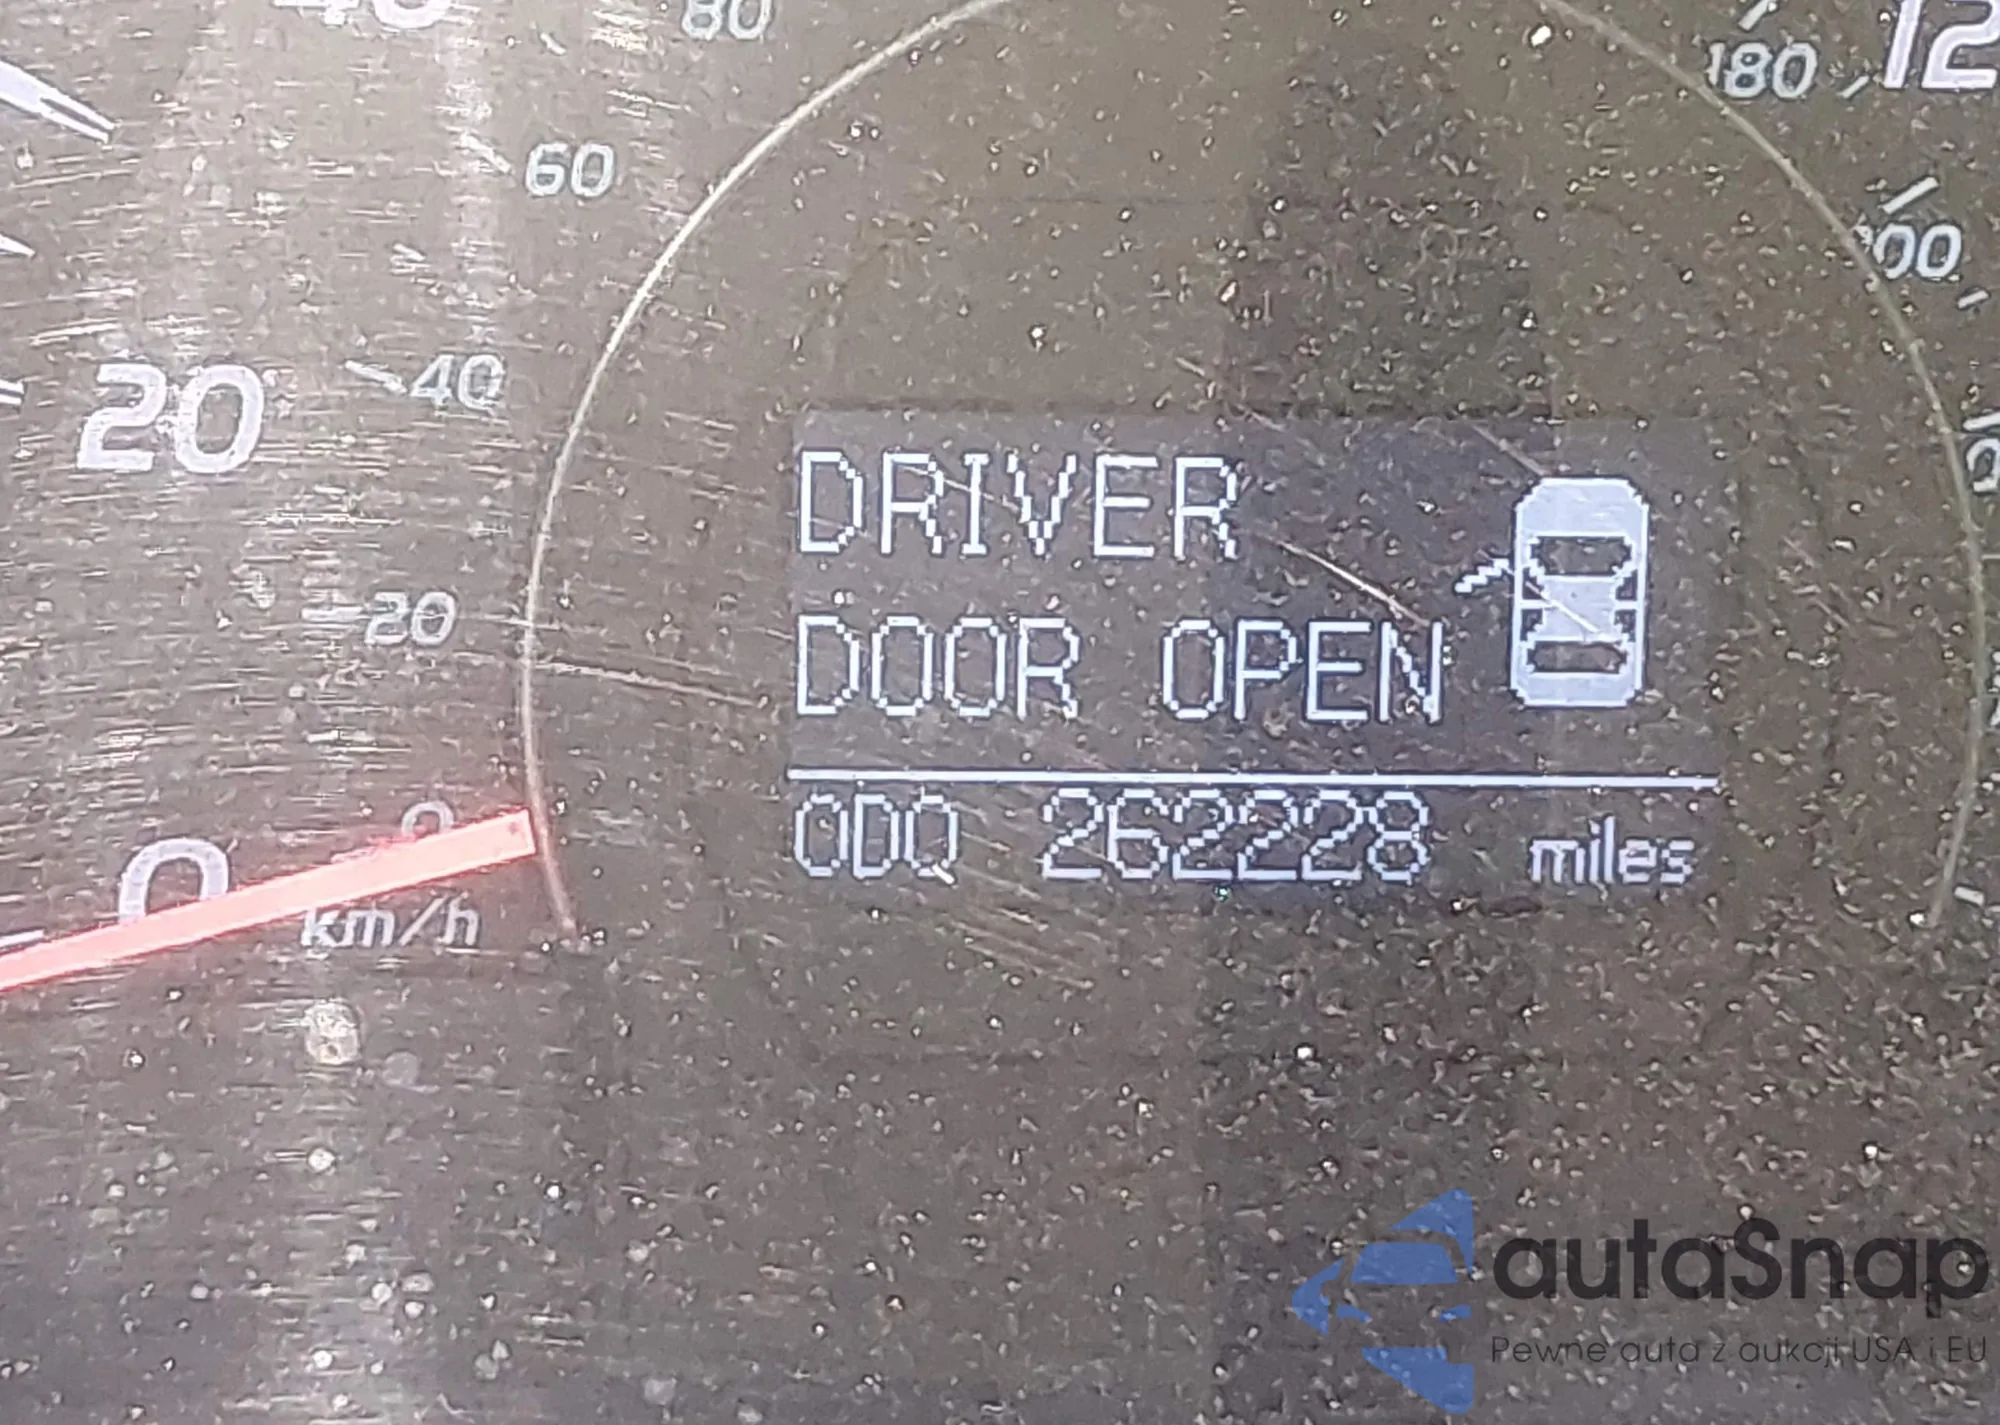 80
180
12
60
20
40
20
0
0
km/h
DRIVER
DOOR OPEN
ODO 262228 miles
autaSnap
Pewne auta z aukcji USA i EU